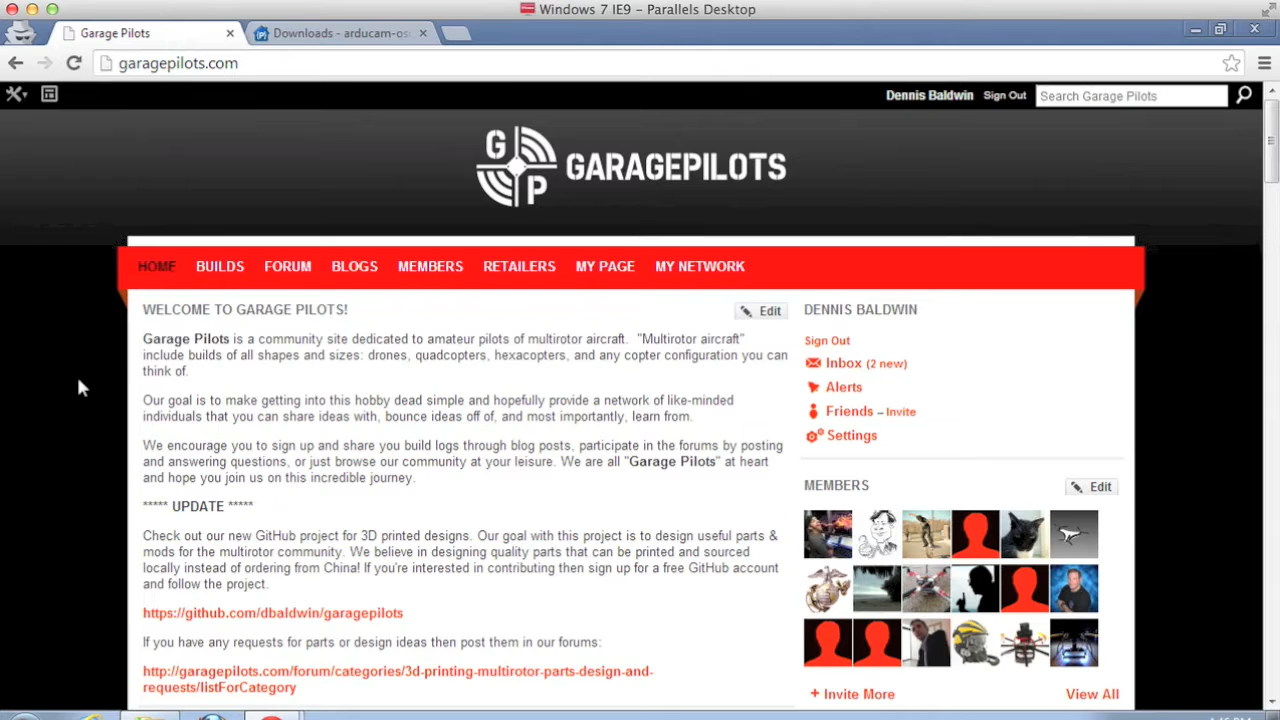 Windows 7 IE9 - Parallels Desktop
Garage Pilots
Downloads - arducam-os
garagepilots.com
Dennis Baldwin Sign Out Search Garage Pilots
G P GARAGEPILOTS
HOME BUILDS FORUM BLOGS MEMBERS RETAILERS MY PAGE MY NETWORK
WELCOME TO GARAGE PILOTS!
Edit
Garage Pilots is a community site dedicated to amateur pilots of multirotor aircraft. "Multirotor aircraft"
include builds of all shapes and sizes: drones, quadcopters, hexacopters, and any copter configuration you can
think of.
Our goal is to make getting into this hobby dead simple and hopefully provide a network of like-minded
individuals that you can share ideas with, bounce ideas off of, and most importantly, learn from.
We encourage you to sign up and share you build logs through blog posts, participate in the forums by posting
and answering questions, or just browse our community at your leisure. We are all "Garage Pilots" at heart
and hope you join us on this incredible journey.
***** UPDATE *****
Check out our new GitHub project for 3D printed designs. Our goal with this project is to design useful parts &
mods for the multirotor community. We believe in designing quality parts that can be printed and sourced
locally instead of ordering from China! If you're interested in contributing then sign up for a free GitHub account
and follow the project.
https://github.com/dbaldwin/garagepilots
If you have any requests for parts or design ideas then post them in our forums:
http://garagepilots.com/forum/categories/3d-printing-multirotor-parts-design-and-
requests/listForCategory
DENNIS BALDWIN
Sign Out
Inbox (2 new)
Alerts
Friends – Invite
Settings
MEMBERS
Edit
+ Invite More
View All